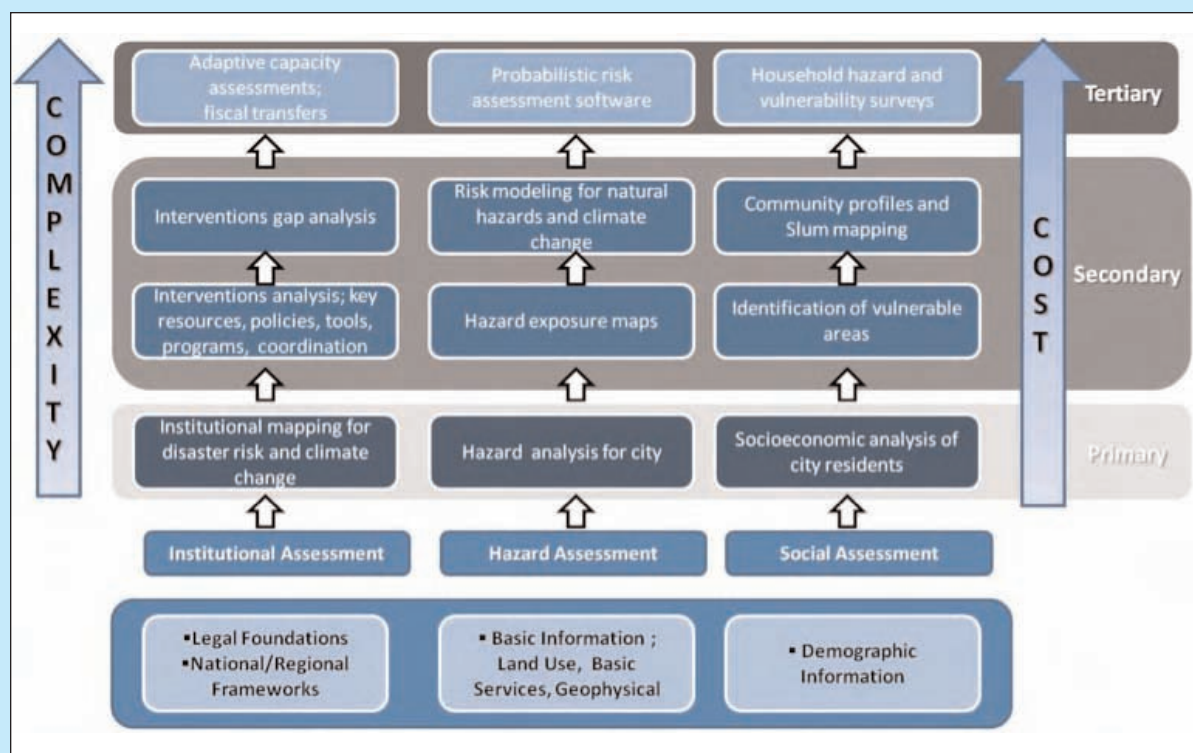 COMPLEXITY
Adaptive capacity
assessments;
fiscal transfers
Probabilistic risk
assessment software
Household hazard and
vulnerability surveys
Tertiary
Interventions gap analysis
Risk modeling for natural
hazards and climate
change
Community profiles and
Slum mapping
Secondary
COST
Interventions analysis; key
resources, policies, tools,
programs, coordination
Hazard exposure maps
Identification of vulnerable
areas
Institutional mapping for
disaster risk and climate
change
Hazard analysis for city
Socioeconomic analysis of
city residents
Primary
Institutional Assessment
Hazard Assessment
Social Assessment
▪Legal Foundations
▪National/Regional
Frameworks
▪ Basic Information ;
Land Use, Basic
Services, Geophysical
▪ Demographic
Information